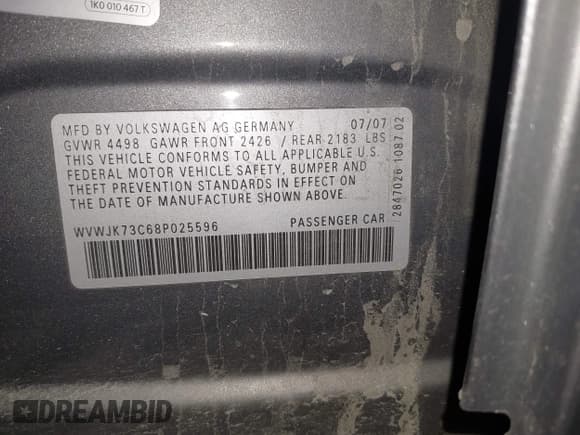 1K0 010 467 T
MFD BY VOLKSWAGEN AG GERMANY 07/07
GVWR 4498 GAWR FRONT 2426 / REAR 2183 LBS
THIS VEHICLE CONFORMS TO ALL APPLICABLE U.S.
FEDERAL MOTOR VEHICLE SAFETY, BUMPER AND
THEFT PREVENTION STANDARDS IN EFFECT ON
THE DATE OF MANUFACTURE SHOWN ABOVE.
WVWJK73C68P025596 PASSENGER CAR
2847026 1087.02
DREAMBID